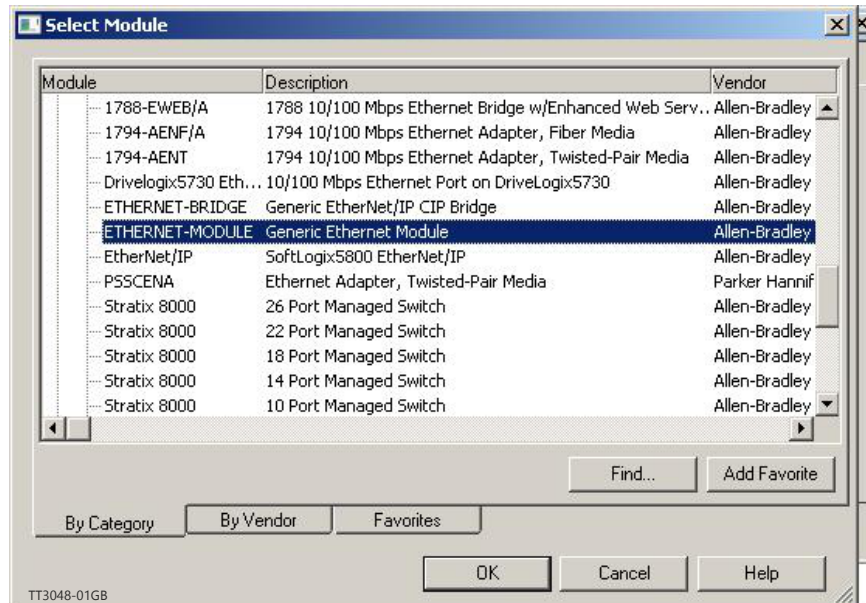 Select Module
Module Description Vendor
1788-EWEB/A 1788 10/100 Mbps Ethernet Bridge w/Enhanced Web Serv.. Allen-Bradley
1794-AENF/A 1794 10/100 Mbps Ethernet Adapter, Fiber Media Allen-Bradley
1794-AENT 1794 10/100 Mbps Ethernet Adapter, Twisted-Pair Media Allen-Bradley
Drivelogix5730 Eth... 10/100 Mbps Ethernet Port on DriveLogix5730 Allen-Bradley
ETHERNET-BRIDGE Generic EtherNet/IP CIP Bridge Allen-Bradley
ETHERNET-MODULE Generic Ethernet Module Allen-Bradley
EtherNet/IP SoftLogix5800 EtherNet/IP Allen-Bradley
PSSCENA Ethernet Adapter, Twisted-Pair Media Parker Hannif
Stratix 8000 26 Port Managed Switch Allen-Bradley
Stratix 8000 22 Port Managed Switch Allen-Bradley
Stratix 8000 18 Port Managed Switch Allen-Bradley
Stratix 8000 14 Port Managed Switch Allen-Bradley
Stratix 8000 10 Port Managed Switch Allen-Bradley
Find... Add Favorite
By Category By Vendor Favorites
OK Cancel Help
TT3048-01GB